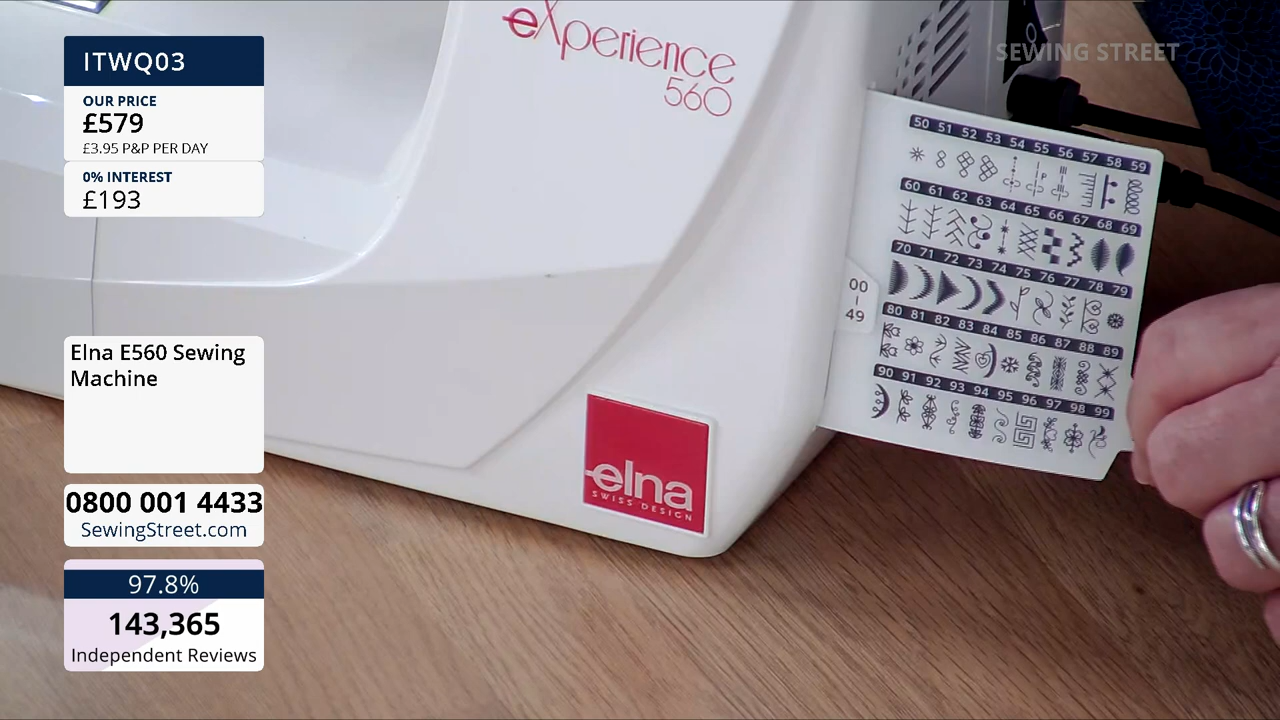 ITWQ03
OUR PRICE
£579
£3.95 P&P PER DAY
0% INTEREST
£193
Elna E560 Sewing
Machine
0800 001 4433
SewingStreet.com
97.8%
143,365
Independent Reviews
eXperience
560
SEWING STREET
50 51 52 53 54 55 56 57 58 59
60 61 62 63 64 65 66 67 68 69
70 71 72 73 74 75 76 77 78 79
00
49
80 81 82 83 84 85 86 87 88 89
90 91 92 93 94 95 96 97 98 99
elna
SWISS DESIGN